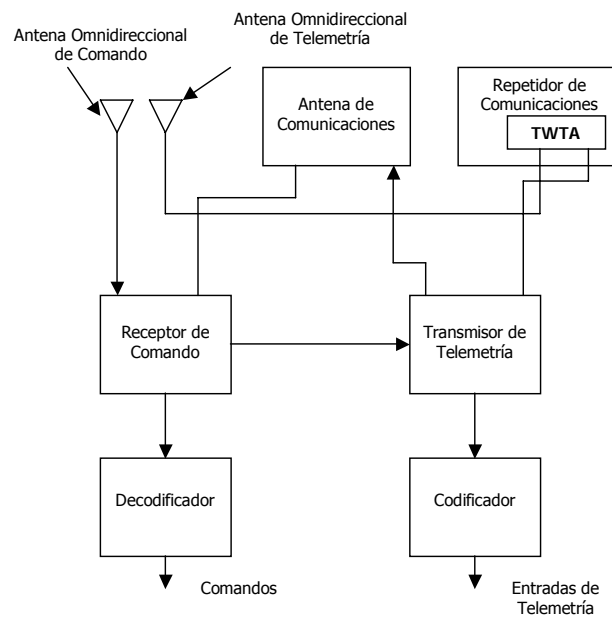 Antena Omnidireccional
de Comando
Antena Omnidireccional
de Telemetría
Antena de
Comunicaciones
Repetidor de
Comunicaciones
TWTA
Receptor de
Comando
Transmisor de
Telemetría
Decodificador
Codificador
Comandos
Entradas de
Telemetría